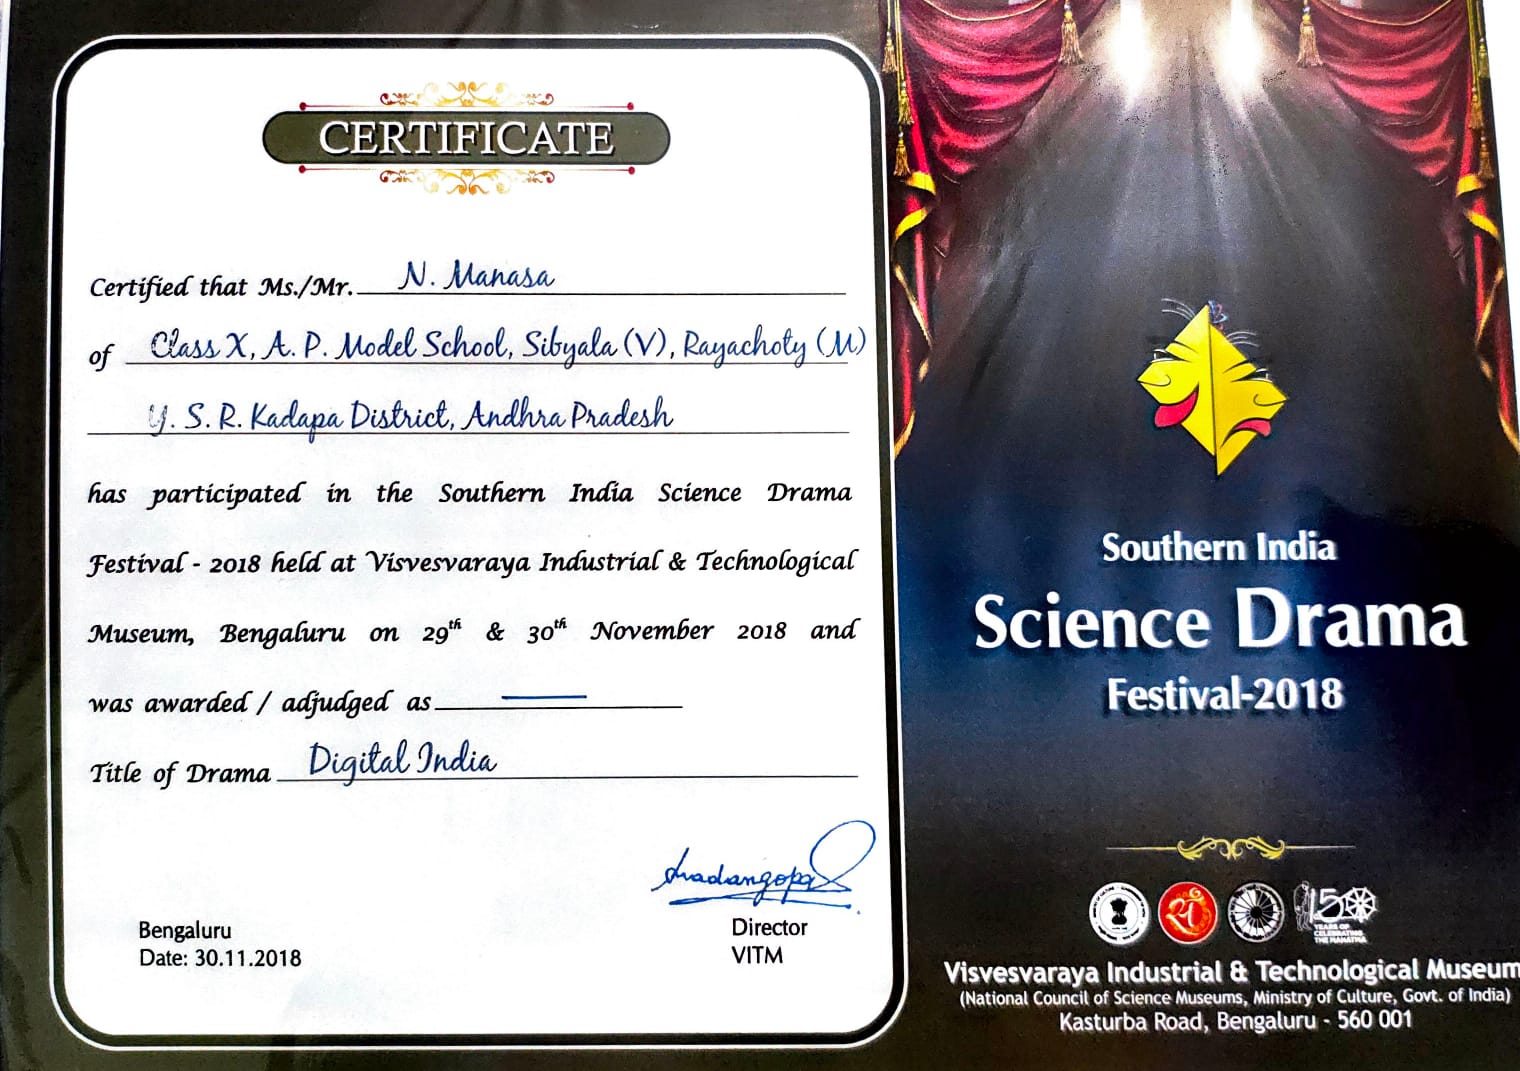 CERTIFICATE
Certified that Ms./Mr. N. Manasa
of Class X, A. P. Model School, Sibyala (V), Rayachoty (M)
Y. S. R. Kadapa District, Andhra Pradesh
has participated in the Southern India Science Drama
Festival - 2018 held at Visvesvaraya Industrial & Technological
Museum, Bengaluru on 29th & 30th November 2018 and
was awarded / adjudged as —
Title of Drama Digital India
Madangopal
Bengaluru
Date: 30.11.2018
Director
VITM
Southern India
Science Drama
Festival-2018
150
YEARS OF
CELEBRATING
THE MAHATMA
Visvesvaraya Industrial & Technological Museum
(National Council of Science Museums, Ministry of Culture, Govt. of India)
Kasturba Road, Bengaluru - 560 001